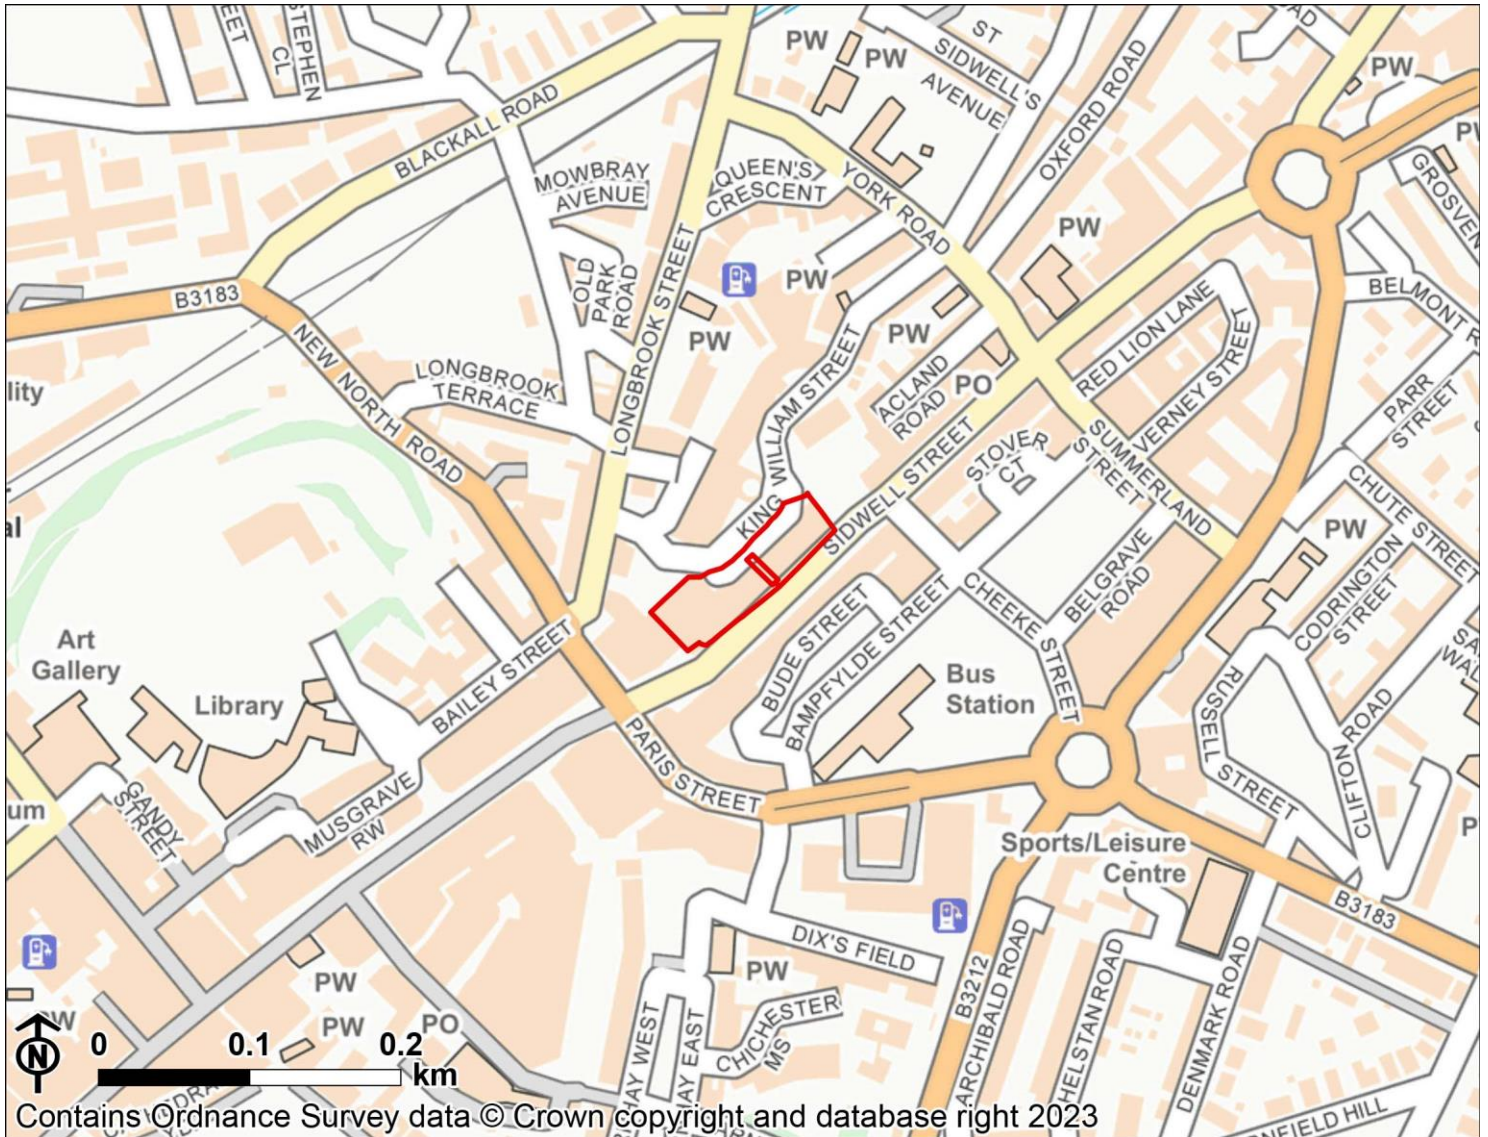 STEPHEN
CL
PW
PW
ST
SIDWELL'S
AVENUE
OXFORD ROAD
PW
BLACKALL ROAD
MOWBRAY
AVENUE
QUEEN'S
CRESCENT
YORK ROAD
PW
BELMONT
B3183
OLD
PARK
ROAD
LONGBROOK STREET
PW
PW
PW
RED LION LANE
VERNEY STREET
NEW NORTH ROAD
LONGBROOK
TERRACE
KING WILLIAM STREET
ACLAND
ROAD
PO
PARR
STREET
STOVER
CT
SUMMERLAND
STREET
SIDWELL STREET
CHUTE STREET
PW
BELGRAVE
ROAD
CODRINGTON
STREET
CHEEKE STREET
BUDE STREET
BAMPFYLDE STREET
Art
Gallery
Library
BAILEY STREET
Bus
Station
RUSSELL STREET
CLIFTON ROAD
PARIS STREET
GANDY
STREET
MUSGRAVE
RW
Sports/Leisure
Centre
B3183
DIX'S FIELD
PW
PW
PW
PO
CHICHESTER
MS
B3212
ARCHIBALD ROAD
DENMARK ROAD
N
0 0.1 0.2
km
Contains Ordnance Survey data © Crown copyright and database right 2023